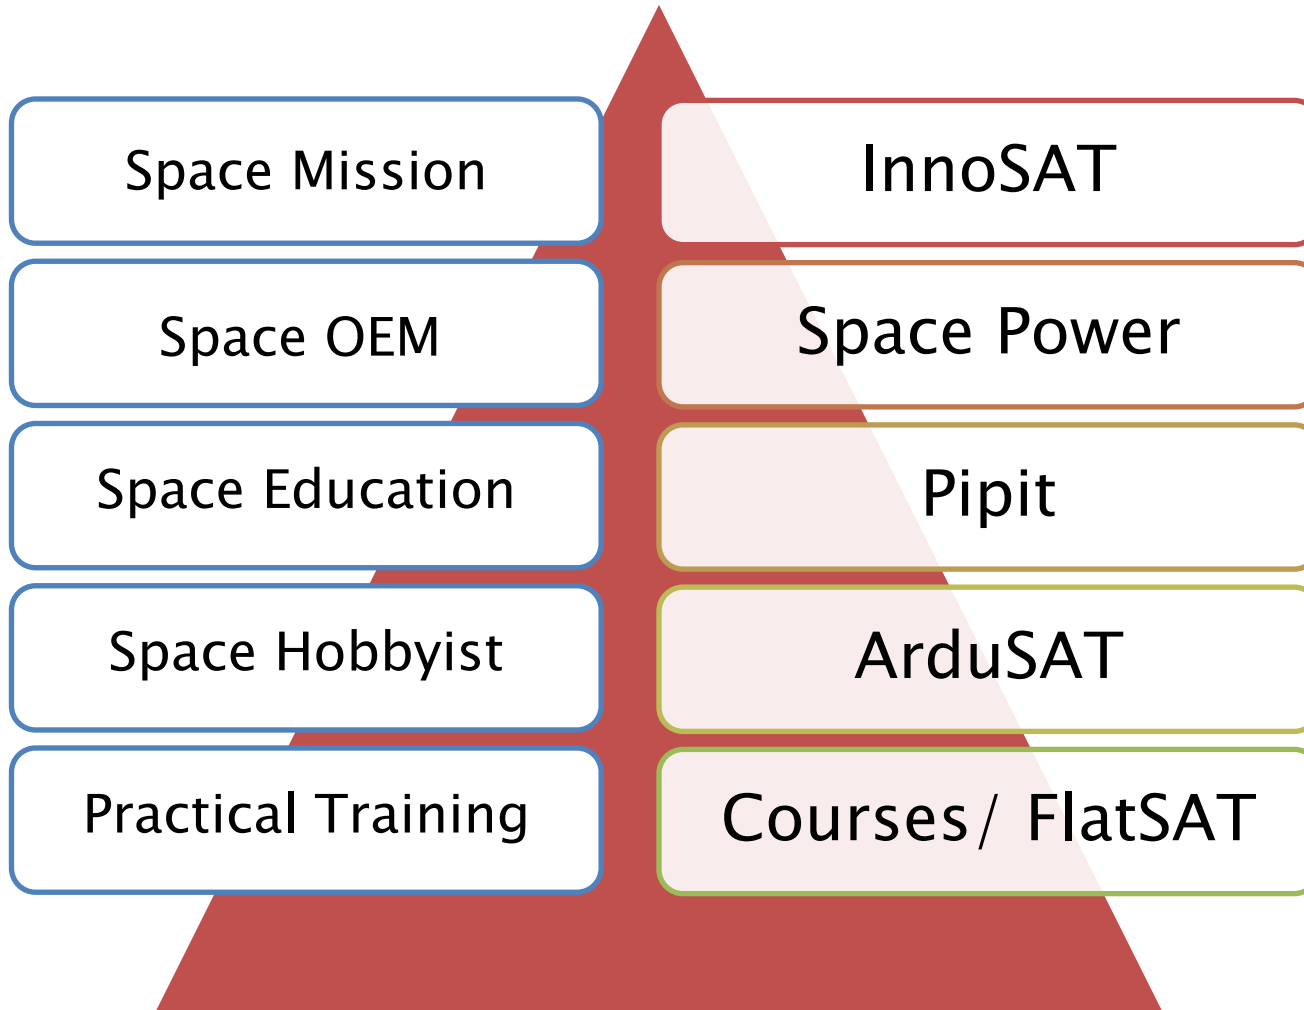 Space Mission
InnoSAT
Space OEM
Space Power
Space Education
Pipit
Space Hobbyist
ArduSAT
Practical Training
Courses/ FlatSAT